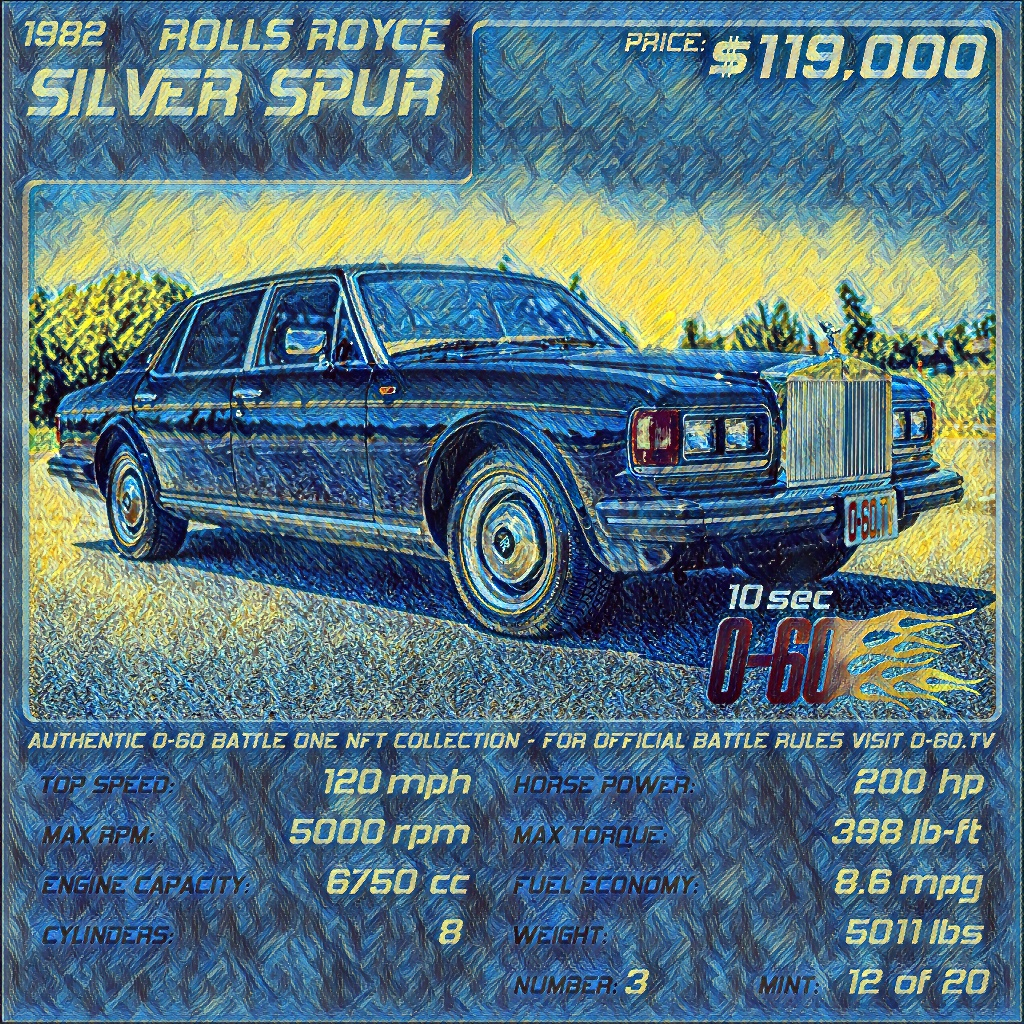 1982 ROLLS ROYCE
SILVER SPUR
PRICE: $119,000
0-60.T
10 sec
0-60
AUTHENTIC 0-60 BATTLE ONE NFT COLLECTION - FOR OFFICIAL BATTLE RULES VISIT 0-60.TV
TOP SPEED: 120 mph HORSE POWER: 200 hp
MAX RPM: 5000 rpm MAX TORQUE: 398 lb-ft
ENGINE CAPACITY: 6750 cc FUEL ECONOMY: 8.6 mpg
CYLINDERS: 8 WEIGHT: 5011 lbs
NUMBER: 3 MINT: 12 of 20